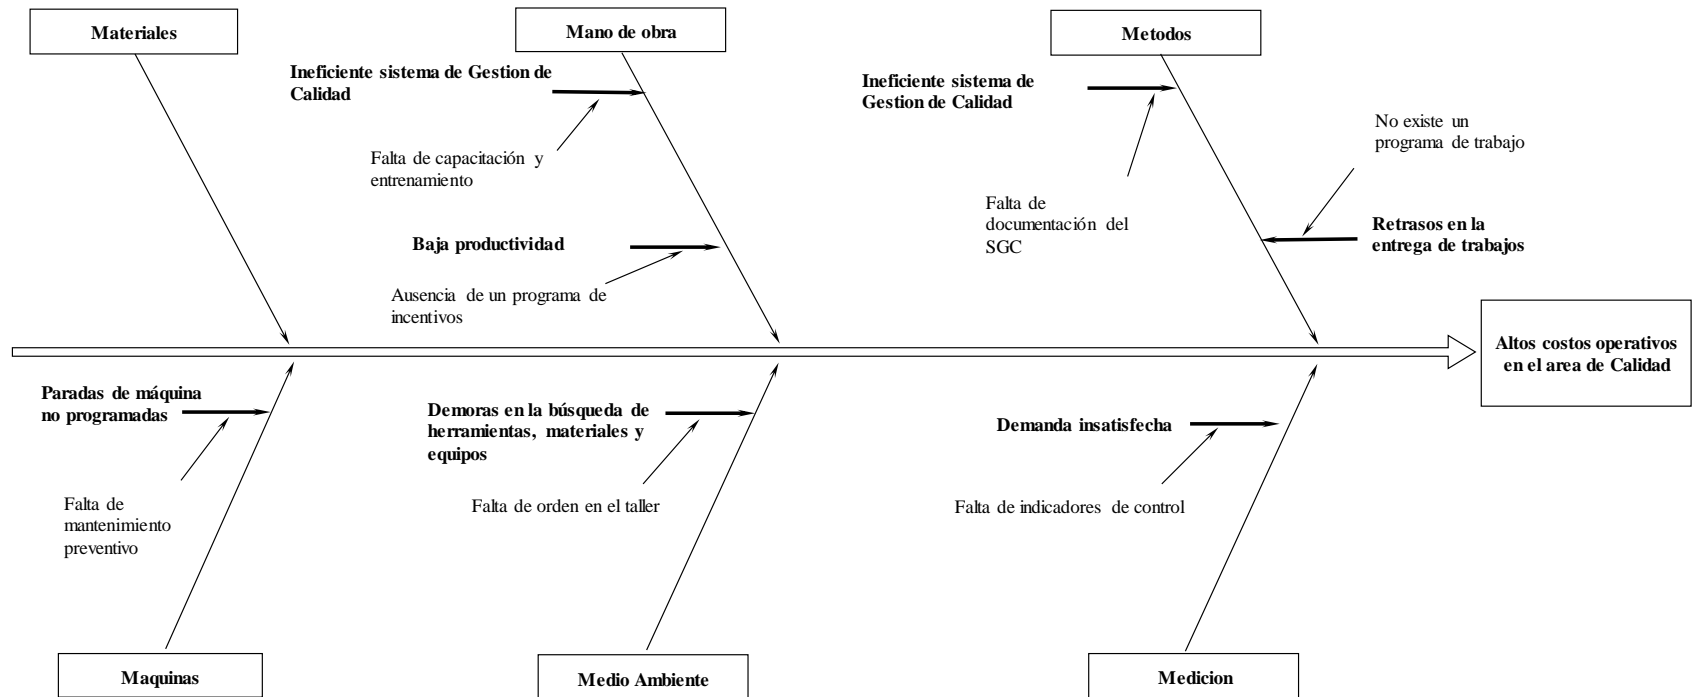 Materiales
Mano de obra
Metodos
Ineficiente sistema de Gestion de
Calidad
Falta de capacitación y
entrenamiento
Baja productividad
Ausencia de un programa de
incentivos
Ineficiente sistema de
Gestion de Calidad
Falta de
documentación del
SGC
No existe un
programa de trabajo
Retrasos en la
entrega de trabajos
Altos costos operativos
en el area de Calidad
Paradas de máquina
no programadas
Falta de
mantenimiento
preventivo
Demoras en la búsqueda de
herramientas, materiales y
equipos
Falta de orden en el taller
Demanda insatisfecha
Falta de indicadores de control
Maquinas
Medio Ambiente
Medicion